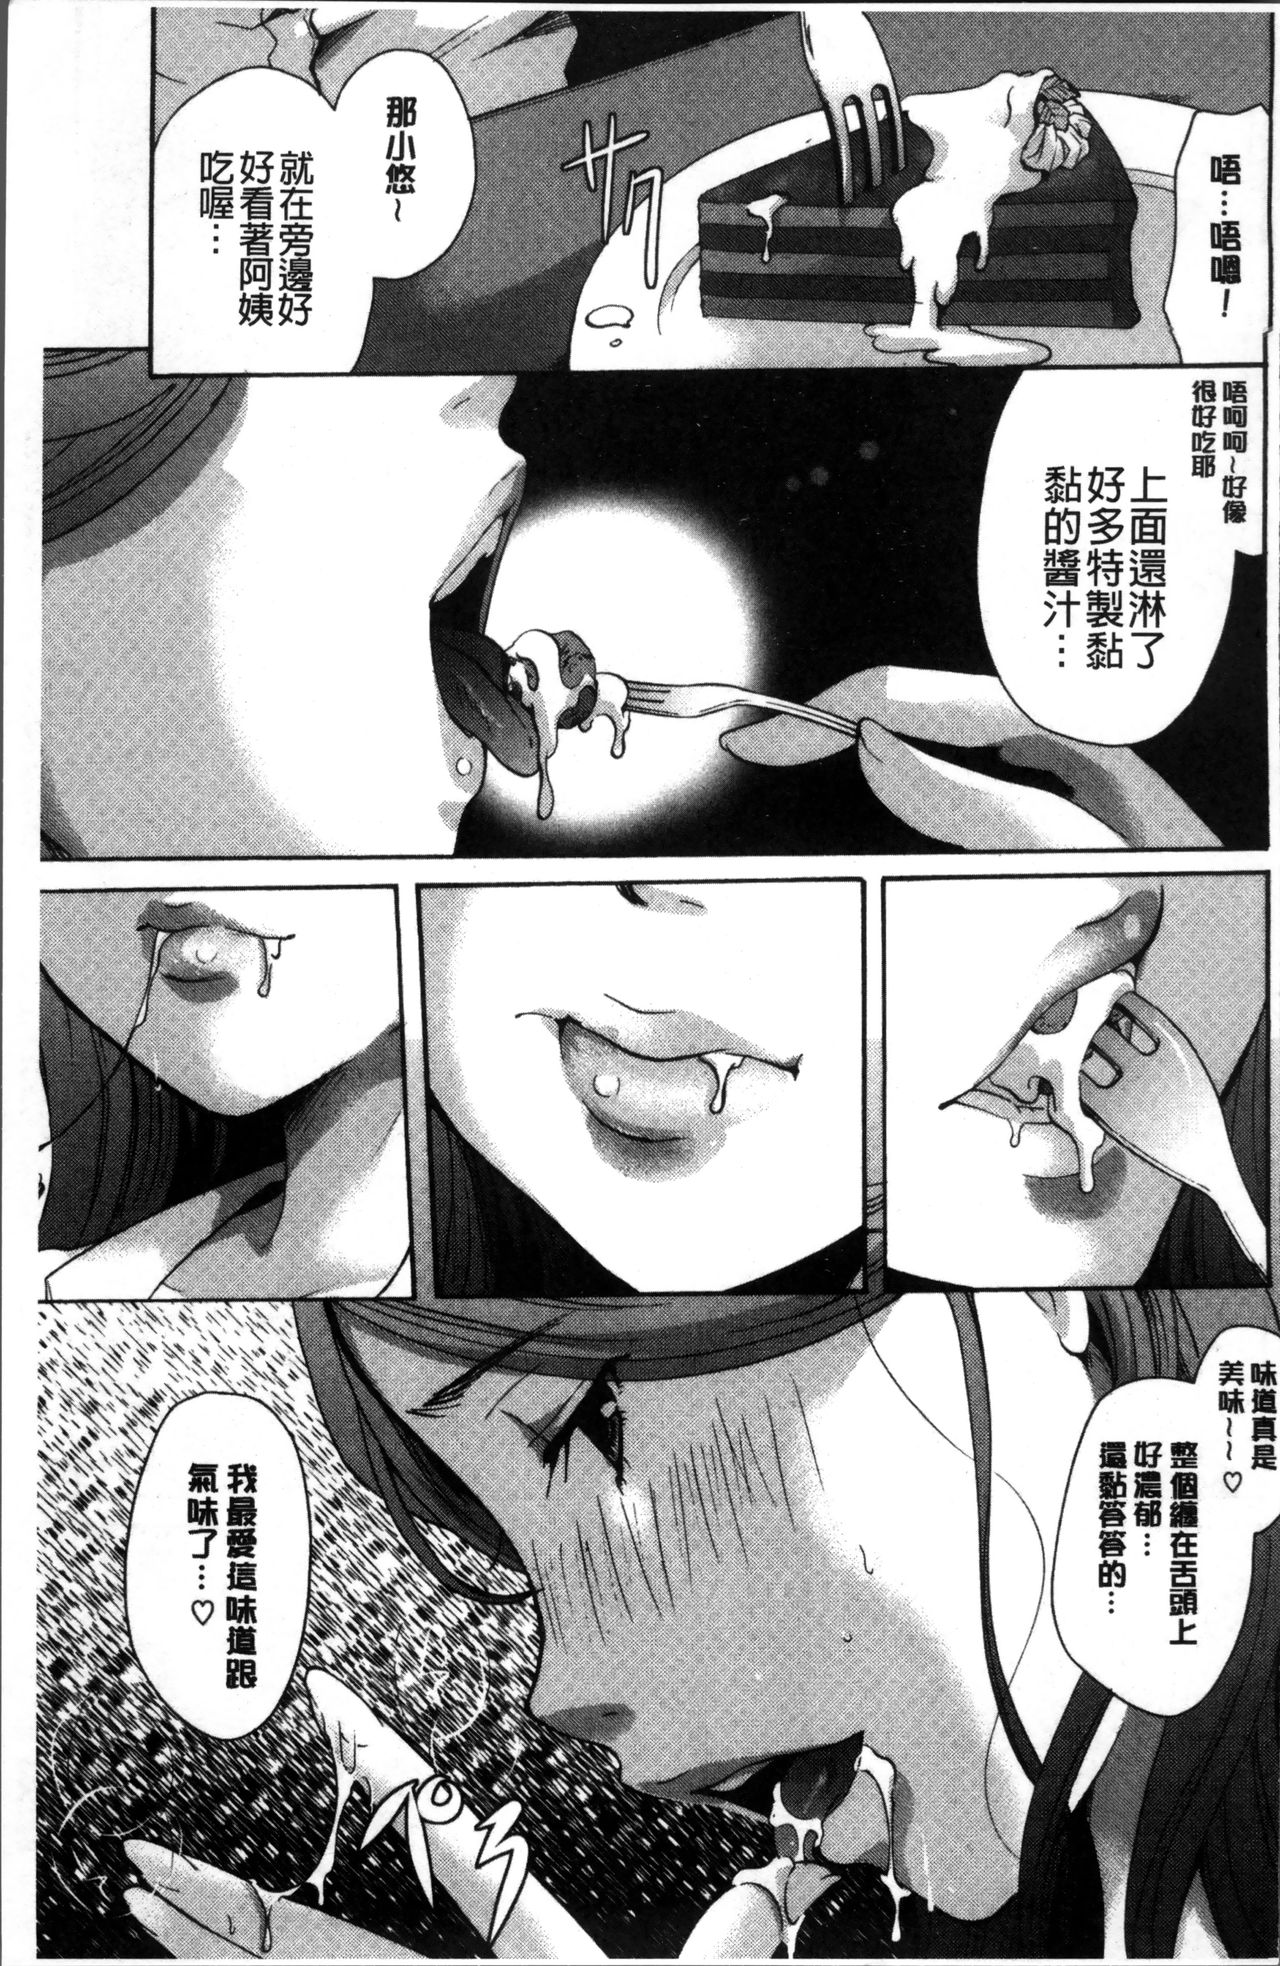 唔…唔嗯！
サワ
那小悠~
就在旁邊好
好看著阿姨
吃喔…
唔呵呵~好像
很好吃耶
上面還淋了
好多特製黏
黏的醬汁…
味道真是
美味~~♡
整個纏在舌頭上
好濃郁…
還黏答答的…
我最愛這味道跟
氣味了…♡
ペろ